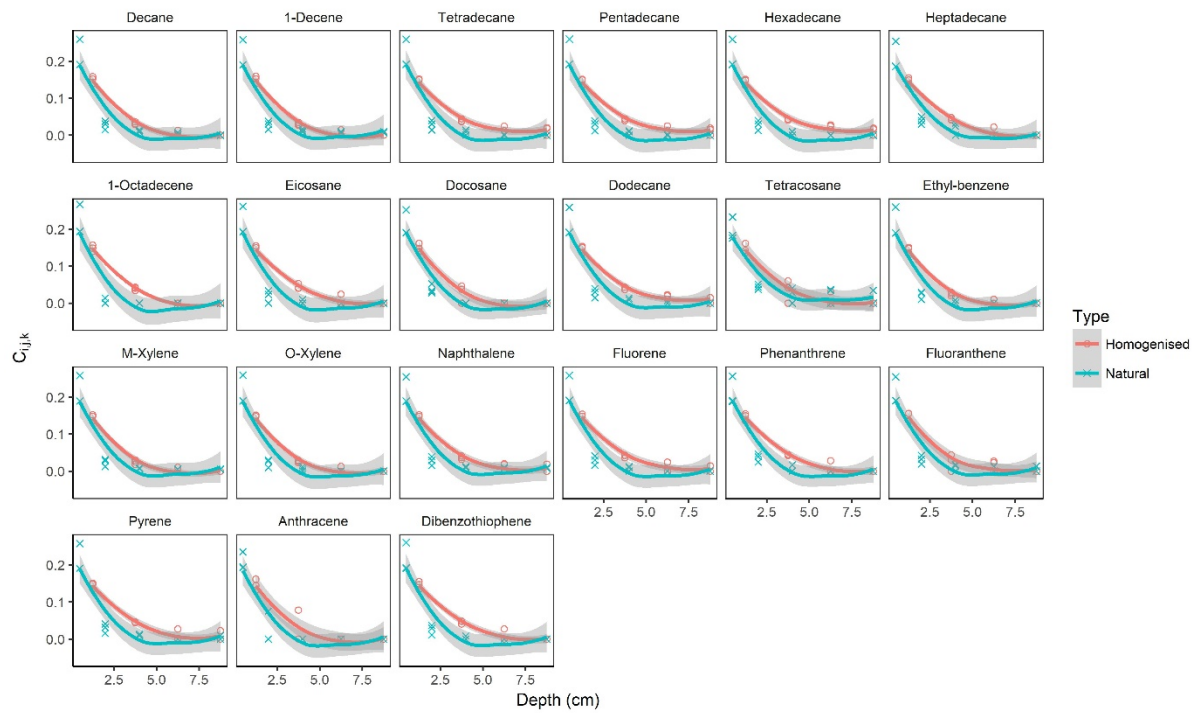 Decane 1-Decene Tetradecane Pentadecane Hexadecane Heptadecane
0.2
0.1
0.0
1-Octadecene Eicosane Docosane Dodecane Tetracosane Ethyl-benzene
0.2
0.1
0.0
Type
Homogenised
Natural
Ci,j,k
M-Xylene O-Xylene Naphthalene Fluorene Phenanthrene Fluoranthene
0.2
0.1
0.0
2.5 5.0 7.5 2.5 5.0 7.5 2.5 5.0 7.5
Pyrene Anthracene Dibenzothiophene
0.2
0.1
0.0
2.5 5.0 7.5 2.5 5.0 7.5 2.5 5.0 7.5
Depth (cm)